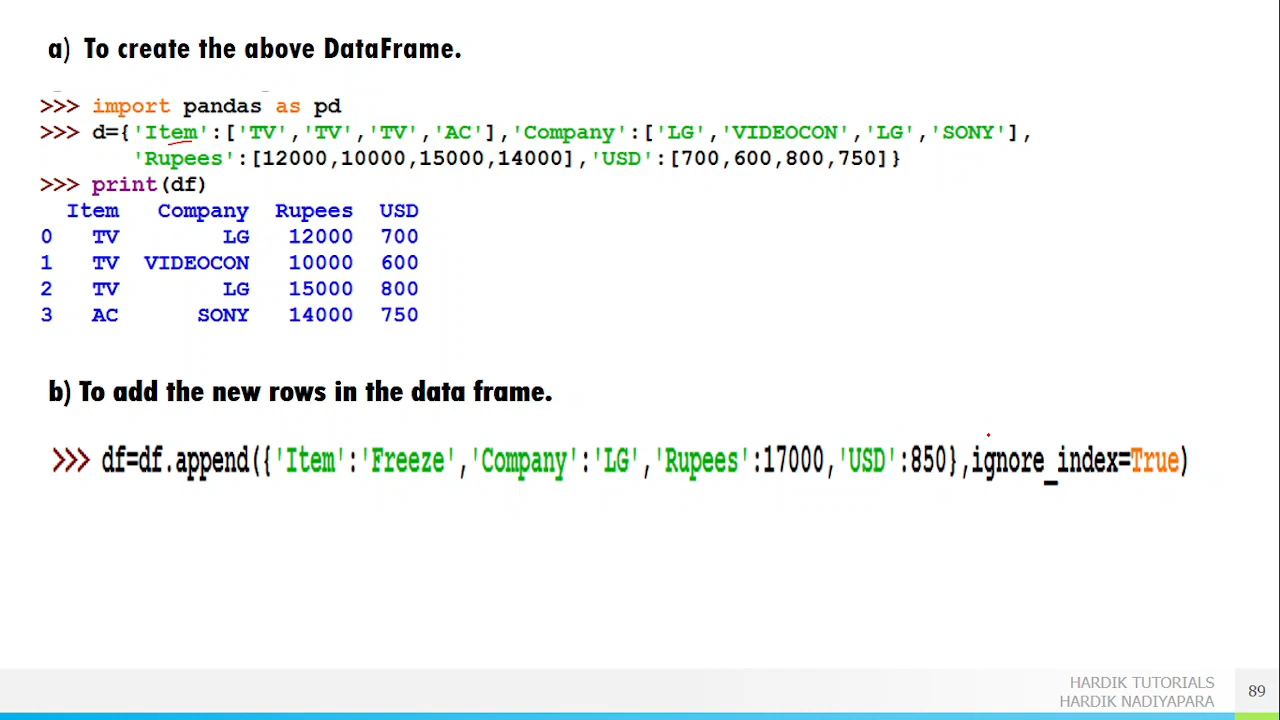 a) To create the above DataFrame.
>>> import pandas as pd
>>> d={'Item':['TV','TV','TV','AC'],'Company':['LG','VIDEOCON','LG','SONY'],
'Rupees':[12000,10000,15000,14000],'USD':[700,600,800,750]}
>>> print(df)
Item Company Rupees USD
0 TV LG 12000 700
1 TV VIDEOCON 10000 600
2 TV LG 15000 800
3 AC SONY 14000 750
b) To add the new rows in the data frame.
>>> df=df.append({'Item':'Freeze','Company':'LG','Rupees':17000,'USD':850},ignore_index=True)
HARDIK TUTORIALS
HARDIK NADIYAPARA
89